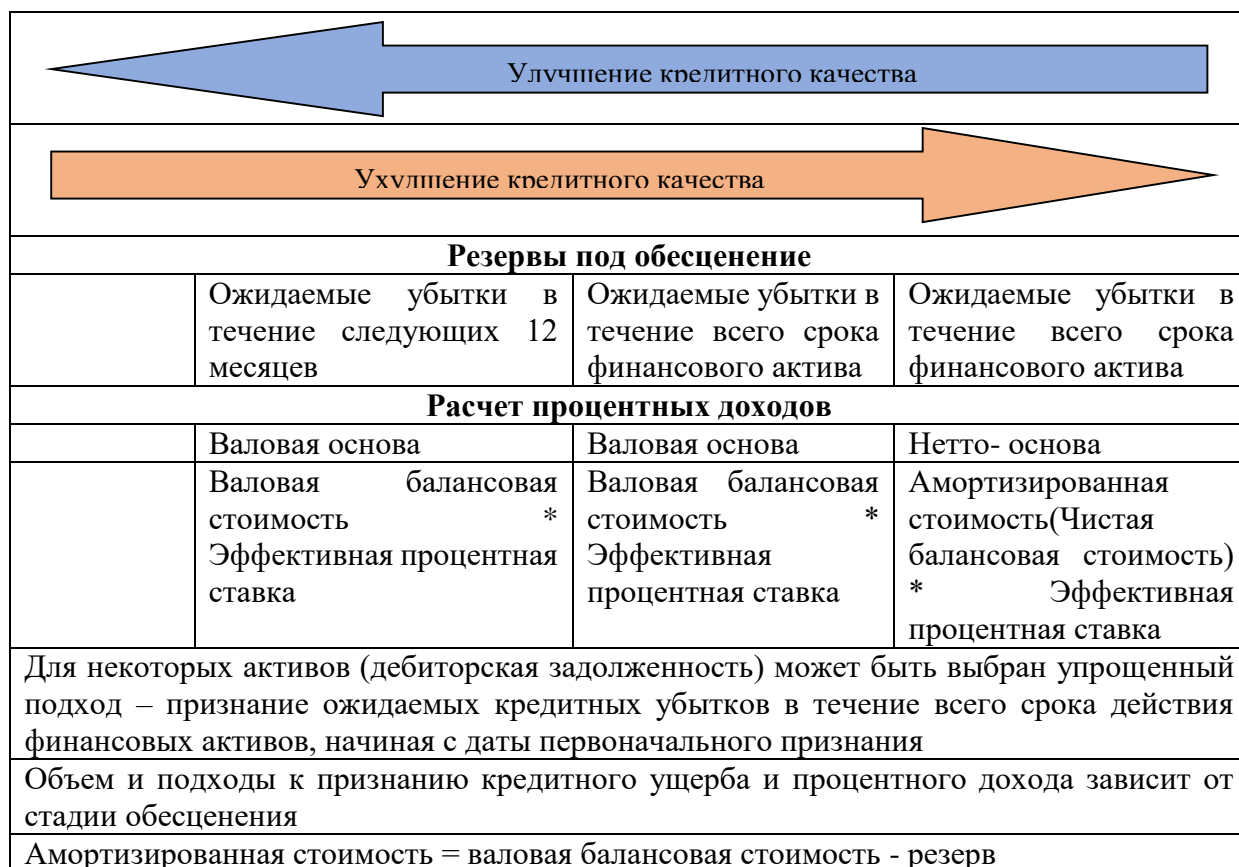 Улучшение кредитного качества
Ухудшение кредитного качества
Резервы под обесценение
Ожидаемые убытки в
течение следующих 12
месяцев
Ожидаемые убытки в
течение всего срока
финансового актива
Ожидаемые убытки в
течение всего срока
финансового актива
Расчет процентных доходов
Валовая основа
Валовая основа
Нетто- основа
Валовая балансовая
стоимость *
Эффективная процентная
ставка
Валовая балансовая
стоимость *
Эффективная
процентная ставка
Амортизированная
стоимость(Чистая
балансовая стоимость)
* Эффективная
процентная ставка
Для некоторых активов (дебиторская задолженность) может быть выбран упрощенный
подход – признание ожидаемых кредитных убытков в течение всего срока действия
финансовых активов, начиная с даты первоначального признания
Объем и подходы к признанию кредитного ущерба и процентного дохода зависит от
стадии обесценения
Амортизированная стоимость = валовая балансовая стоимость - резерв